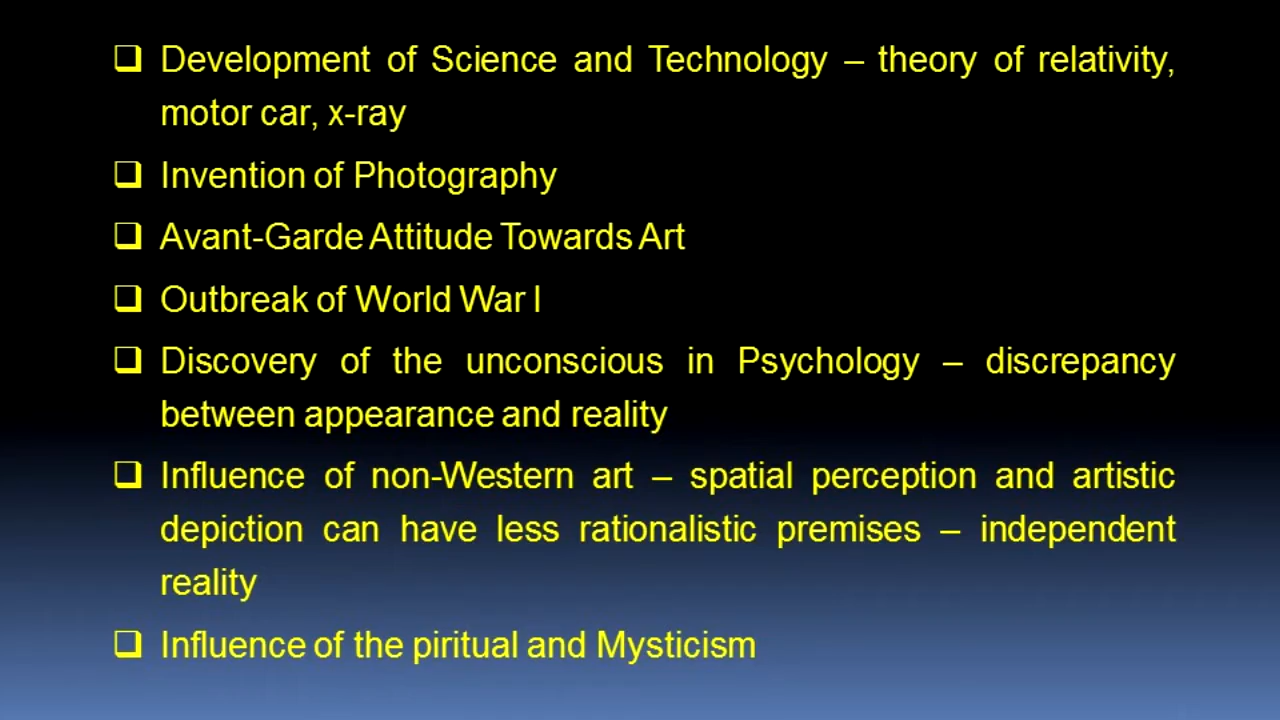 ❑ Development of Science and Technology – theory of relativity,
motor car, x-ray
❑ Invention of Photography
❑ Avant-Garde Attitude Towards Art
❑ Outbreak of World War I
❑ Discovery of the unconscious in Psychology – discrepancy
between appearance and reality
❑ Influence of non-Western art – spatial perception and artistic
depiction can have less rationalistic premises – independent
reality
❑ Influence of the piritual and Mysticism